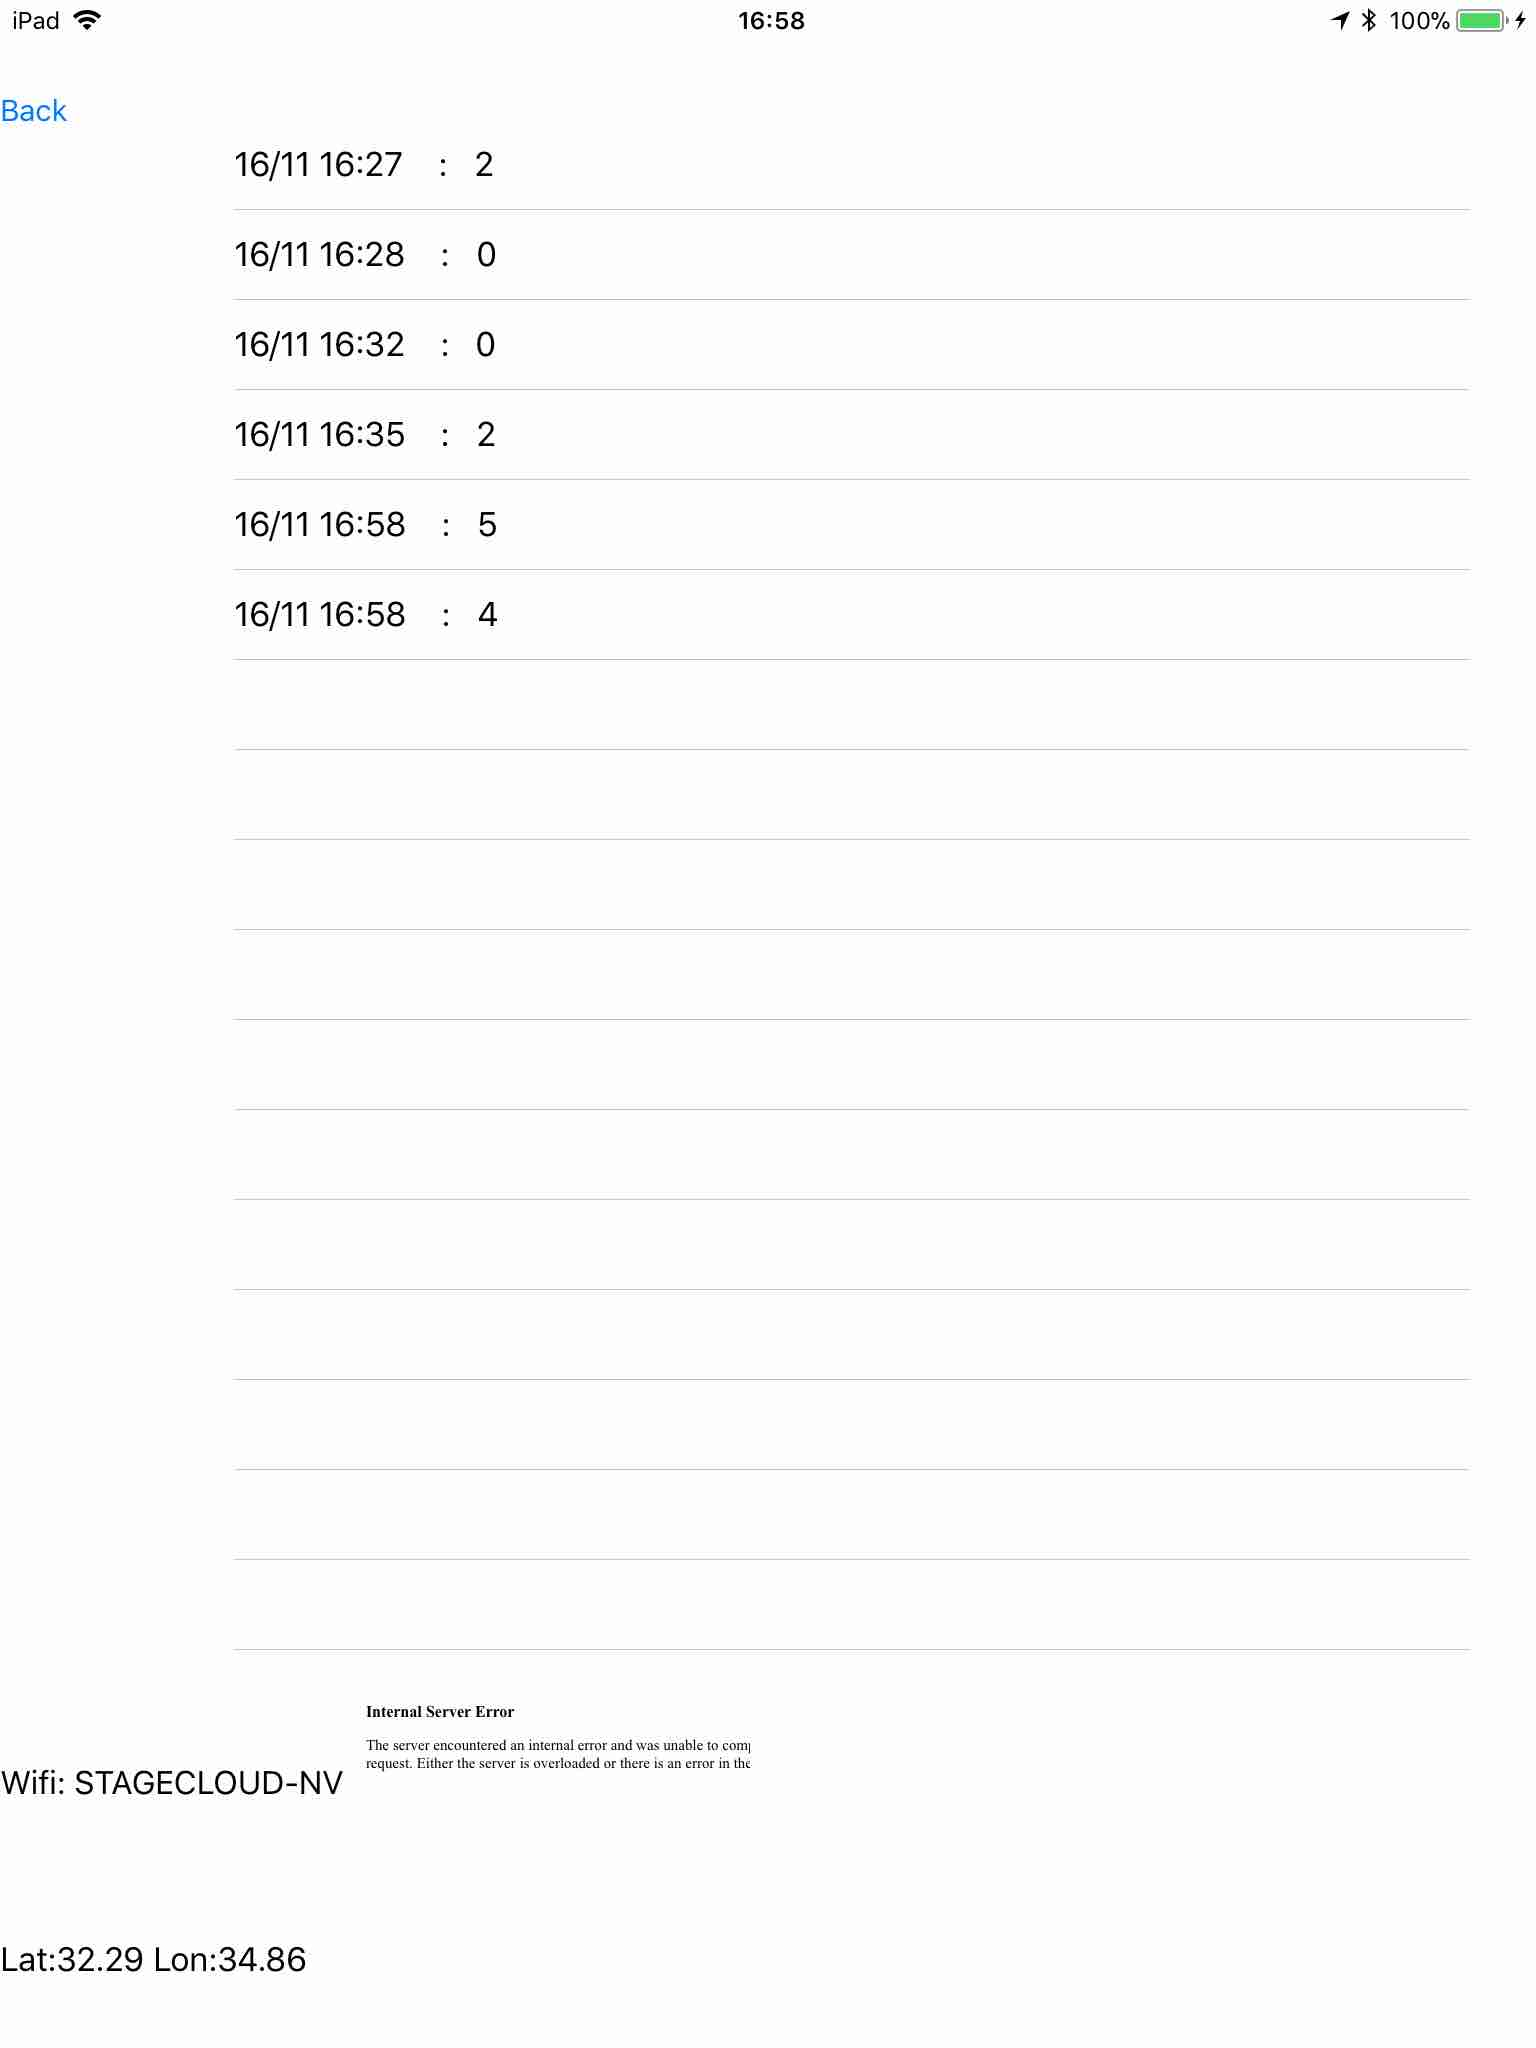 iPad 16:58 100%
Back
16/11 16:27 : 2
16/11 16:28 : 0
16/11 16:32 : 0
16/11 16:35 : 2
16/11 16:58 : 5
16/11 16:58 : 4
Internal Server Error
The server encountered an internal error and was unable to comp
request. Either the server is overloaded or there is an error in the
Wifi: STAGECLOUD-NV
Lat:32.29 Lon:34.86